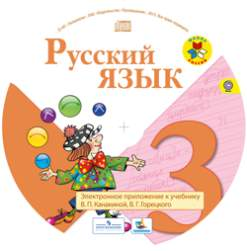 Русский
язык
3
Электронное приложение к учебнику
В. П. Канакиной, В. Г. Горецкого